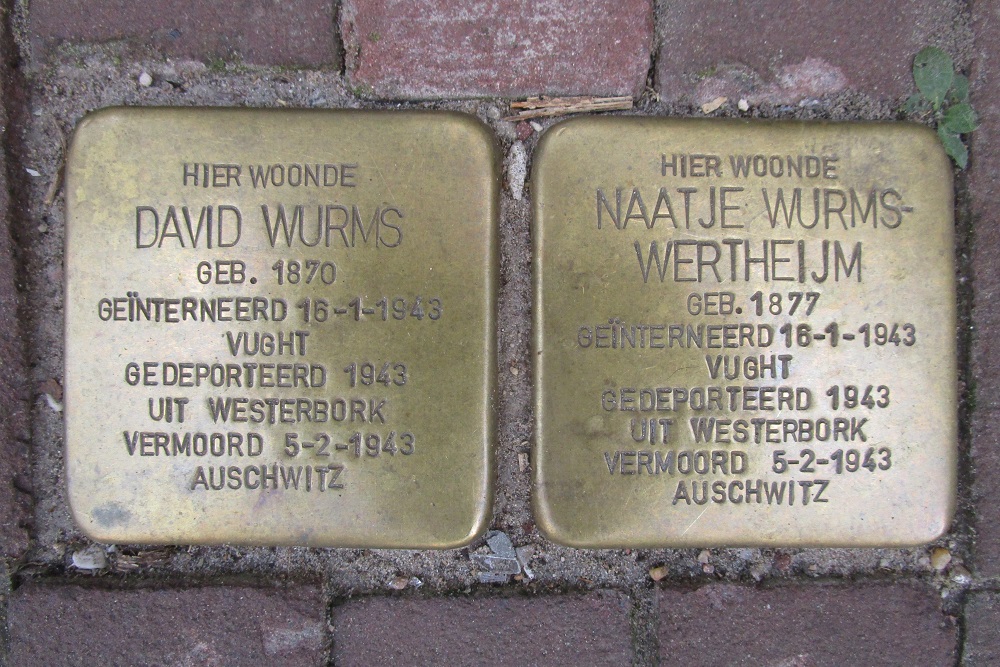 HIER WOONDE
DAVID WURMS
GEB. 1870
GEÏNTERNEERD 16-1-1943
VUGHT
GEDEPORTEERD 1943
UIT WESTERBORK
VERMOORD 5-2-1943
AUSCHWITZ
HIER WOONDE
NAATJE WURMS-
WERTHEIJM
GEB. 1877
GEÏNTERNEERD 16-1-1943
VUGHT
GEDEPORTEERD 1943
UIT WESTERBORK
VERMOORD 5-2-1943
AUSCHWITZ